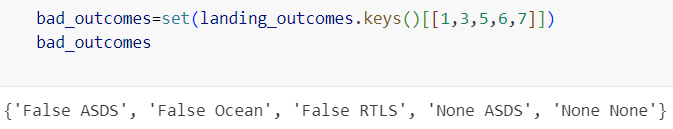 bad_outcomes=set(landing_outcomes.keys()[[1,3,5,6,7]])
bad_outcomes
{'False ASDS', 'False Ocean', 'False RTLS', 'None ASDS', 'None None'}